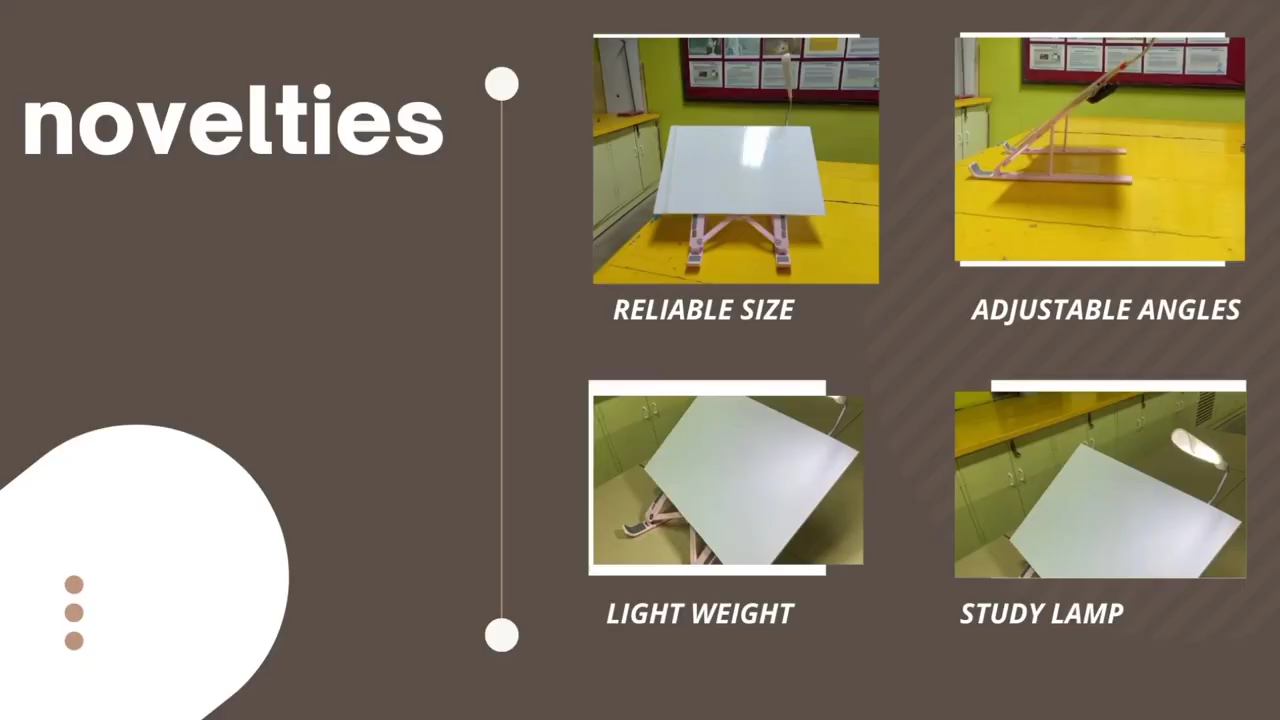 novelties
RELIABLE SIZE
ADJUSTABLE ANGLES
LIGHT WEIGHT
STUDY LAMP